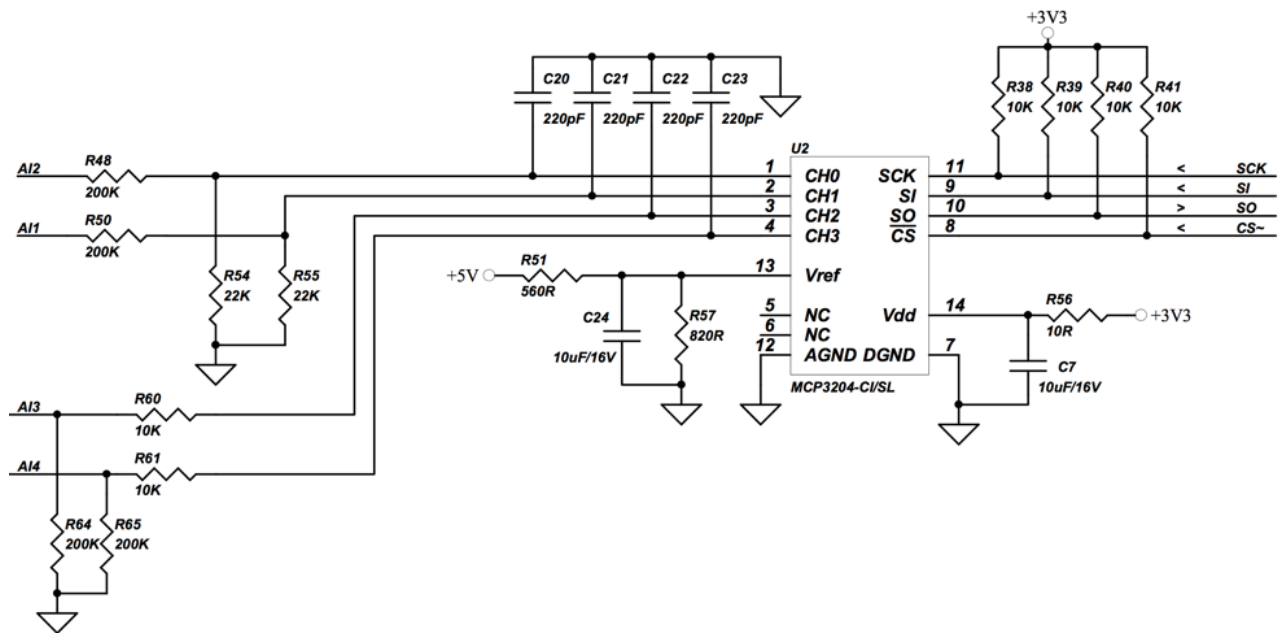 +3V3
C20
C21
C22
C23
220pF
220pF
220pF
220pF
R38
10K
R39
10K
R40
10K
R41
10K
U2
AI2
R48
200K
AI1
R50
200K
1
CH0
SCK
11
<
SCK
2
CH1
SI
9
<
SI
3
CH2
SO
10
>
SO
4
CH3
CS
8
<
CS~
R54
22K
R55
22K
+5V
R51
560R
13
Vref
C24
10uF/16V
R57
820R
5
NC
6
NC
12
AGND
DGND
7
Vdd
14
R56
10R
+3V3
C7
10uF/16V
MCP3204-CI/SL
AI3
R60
10K
AI4
R61
10K
R64
200K
R65
200K